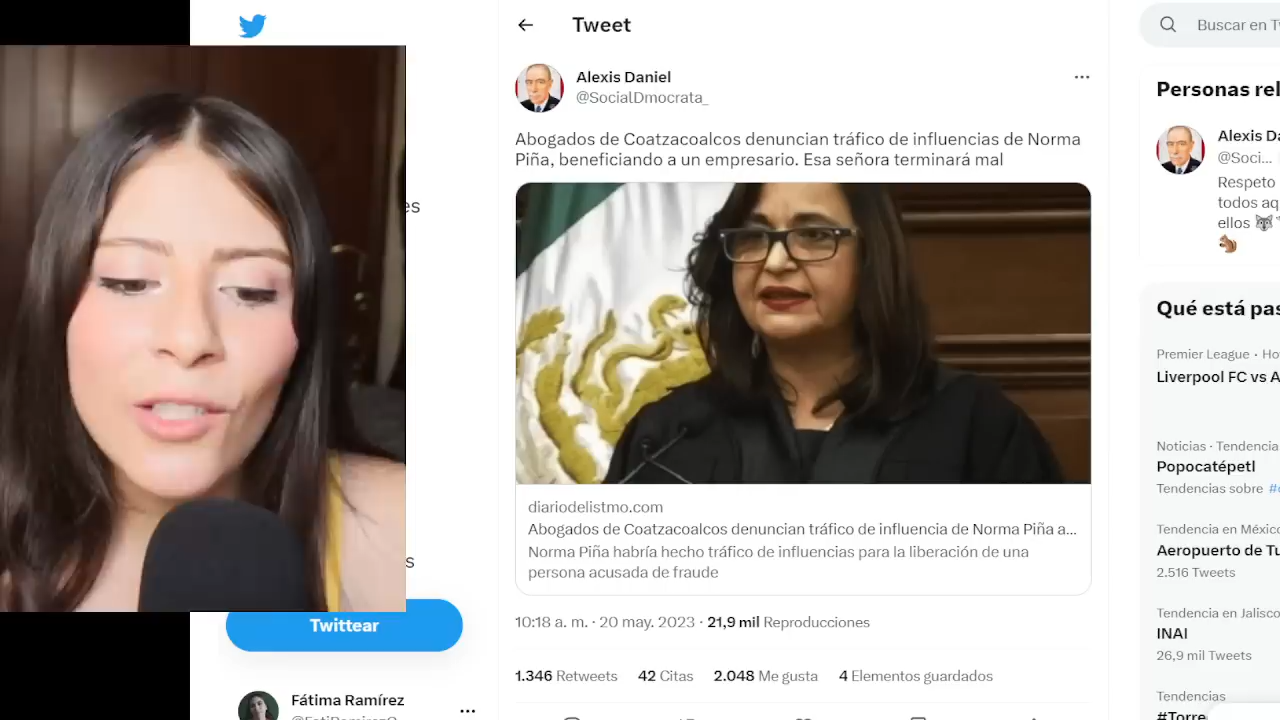 Tweet
Buscar en Tw
Alexis Daniel
@SocialDmocrata_
Abogados de Coatzacoalcos denuncian tráfico de influencias de Norma
Piña, beneficiando a un empresario. Esa señora terminará mal
diariodelistmo.com
Abogados de Coatzacoalcos denuncian tráfico de influencia de Norma Piña a...
Norma Piña habría hecho tráfico de influencias para la liberación de una
persona acusada de fraude
10:18 a. m. · 20 may. 2023 · 21,9 mil Reproducciones
1.346 Retweets 42 Citas 2.048 Me gusta 4 Elementos guardados
es
s
Twittear
Fátima Ramírez
Personas rel
Alexis Da
@Soci...
Respeto
todos aq
ellos
Qué está pas
Premier League · Ho
Liverpool FC vs A
Noticias · Tendencia
Popocatépetl
Tendencias sobre
Tendencia en México
Aeropuerto de Tu
2.516 Tweets
Tendencia en Jalisco
INAI
26,9 mil Tweets
Tendencias
#Torre